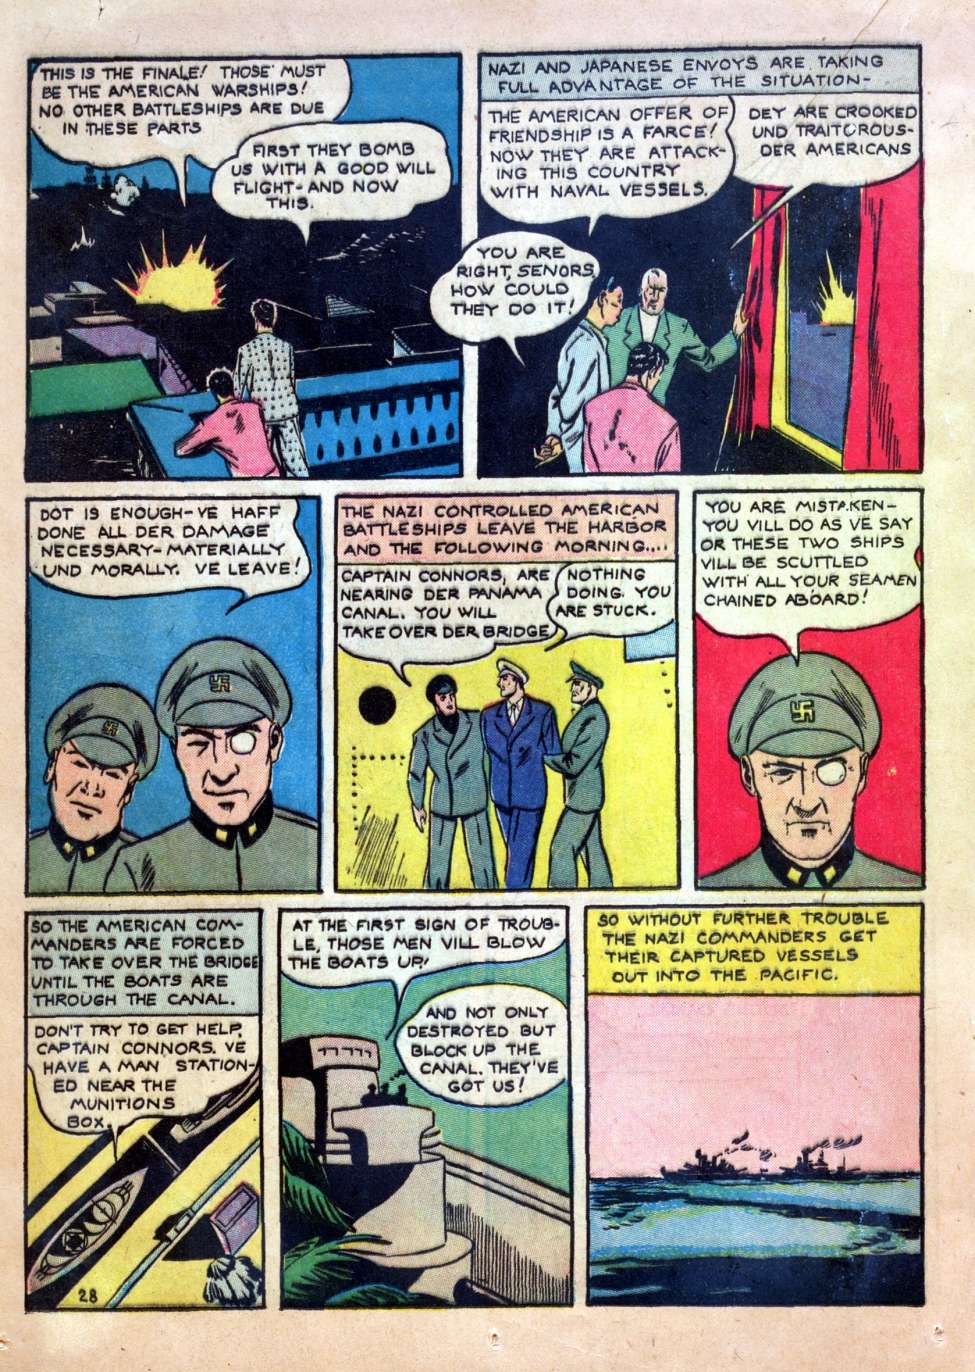 THIS IS THE FINALE! THOSE MUST
BE THE AMERICAN WARSHIPS!
NO OTHER BATTLESHIPS ARE DUE
IN THESE PARTS
FIRST THEY BOMB
US WITH A GOOD WILL
FLIGHT-AND NOW
THIS.
NAZI AND JAPANESE ENVOYS ARE TAKING
FULL ADVANTAGE OF THE SITUATION-
THE AMERICAN OFFER OF
FRIENDSHIP IS A FARCE!
NOW THEY ARE ATTACK-
ING THIS COUNTRY
WITH NAVAL VESSELS.
DEY ARE CROOKED
UND TRAITOROUS-
DER AMERICANS
YOU ARE
RIGHT, SENORS
HOW COULD
THEY DO IT!
DOT IS ENOUGH-VE HAFF
DONE ALL DER DAMAGE
NECESSARY-MATERIALLY
UND MORALLY. VE LEAVE!
THE NAZI CONTROLLED AMERICAN
BATTLESHIPS LEAVE THE HARBOR
AND THE FOLLOWING MORNING....
CAPTAIN CONNORS, ARE
NEARING DER PANAMA
CANAL. YOU WILL
TAKE OVER DER BRIDGE
NOTHING
DOING. YOU
ARE STUCK.
YOU ARE MISTAKEN-
YOU VILL DO AS VE SAY
OR THESE TWO SHIPS
VILL BE SCUTTLED
WITH ALL YOUR SEAMEN
CHAINED ABOARD!
SO THE AMERICAN COM-
MANDERS ARE FORCED
TO TAKE OVER THE BRIDGE
UNTIL THE BOATS ARE
THROUGH THE CANAL.
DON'T TRY TO GET HELP,
CAPTAIN CONNORS. VE
HAVE A MAN STATION-
ED NEAR THE
MUNITIONS
BOX.
28
AT THE FIRST SIGN OF TROUB-
LE, THOSE MEN VILL BLOW
THE BOATS UP!
AND NOT ONLY
DESTROYED BUT
BLOCK UP THE
CANAL. THEY'VE
GOT US!
SO WITHOUT FURTHER TROUBLE
THE NAZI COMMANDERS GET
THEIR CAPTURED VESSELS
OUT INTO THE PACIFIC.